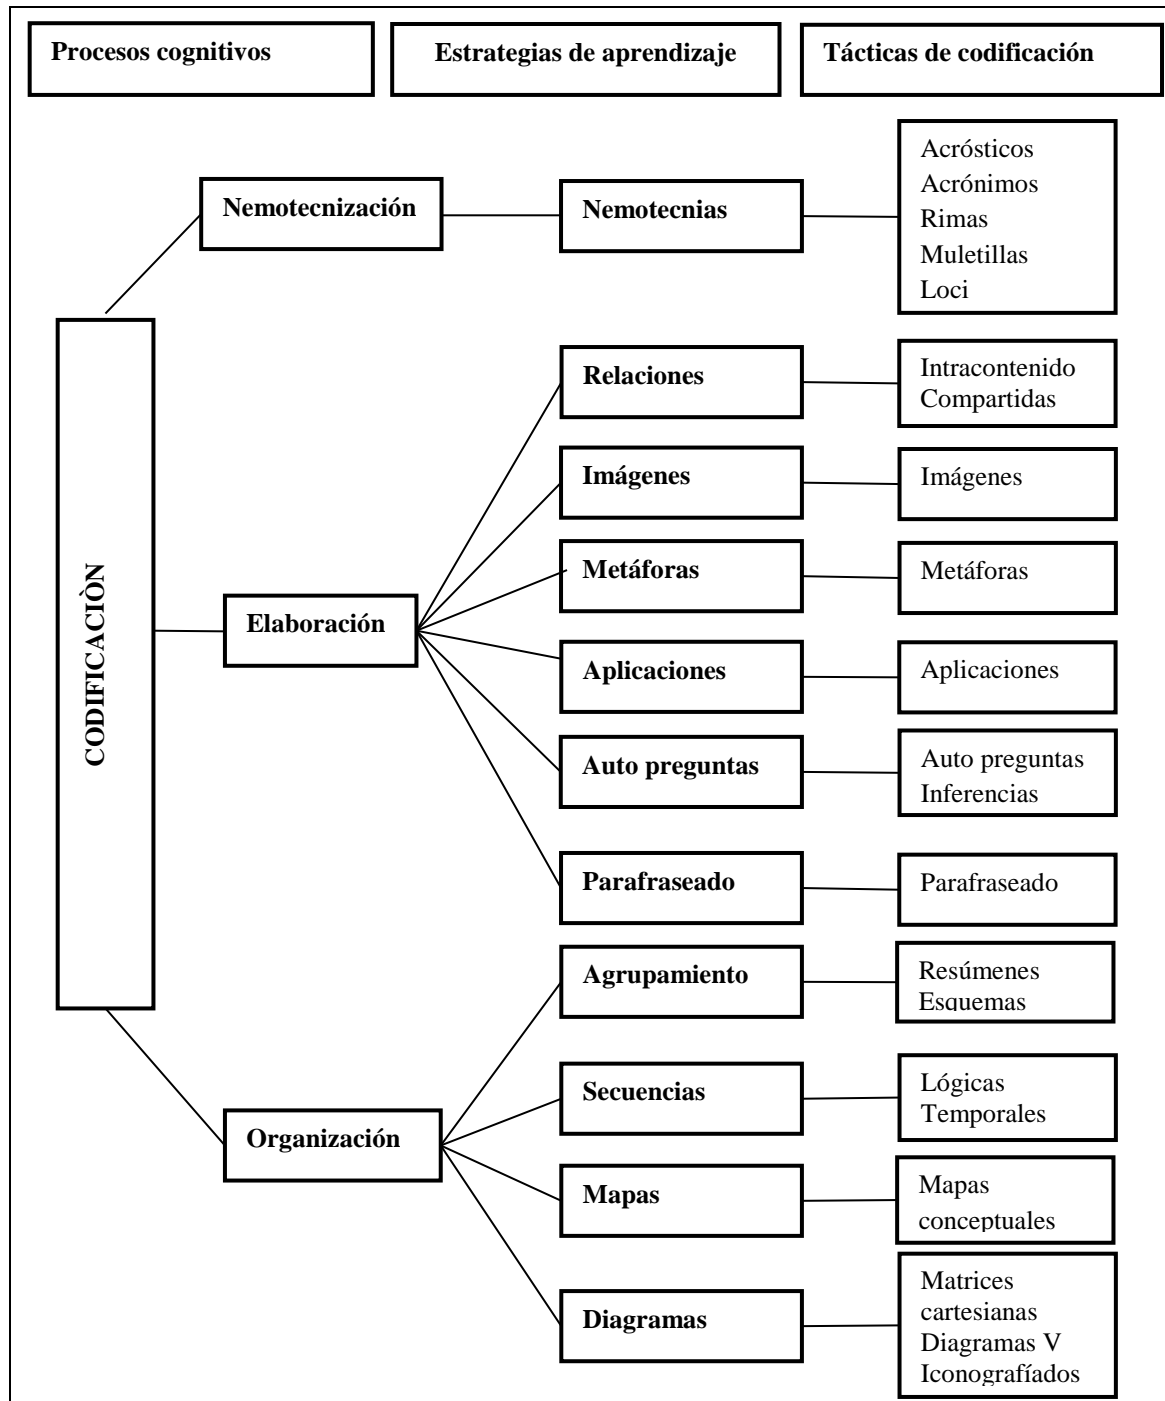 Procesos cognitivos
Estrategias de aprendizaje
Tácticas de codificación
Nemotecnización
Nemotecnias
Acrósticos
Acrónimos
Rimas
Muletillas
Loci
CODIFICACIÒN
Elaboración
Relaciones
Intracontenido
Compartidas
Imágenes
Imágenes
Metáforas
Metáforas
Aplicaciones
Aplicaciones
Auto preguntas
Auto preguntas
Inferencias
Parafraseado
Parafraseado
Organización
Agrupamiento
Resúmenes
Esquemas
Secuencias
Lógicas
Temporales
Mapas
Mapas
conceptuales
Diagramas
Matrices
cartesianas
Diagramas V
Iconografíados